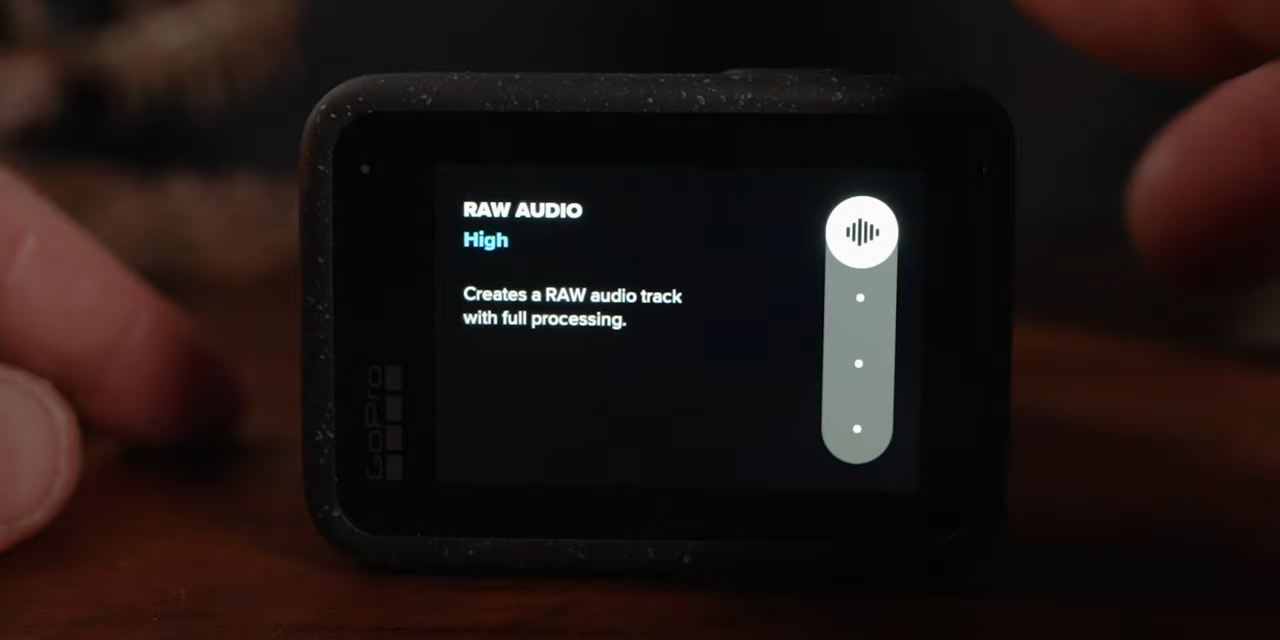 RAW AUDIO
High
Creates a RAW audio track
with full processing.
GoPro